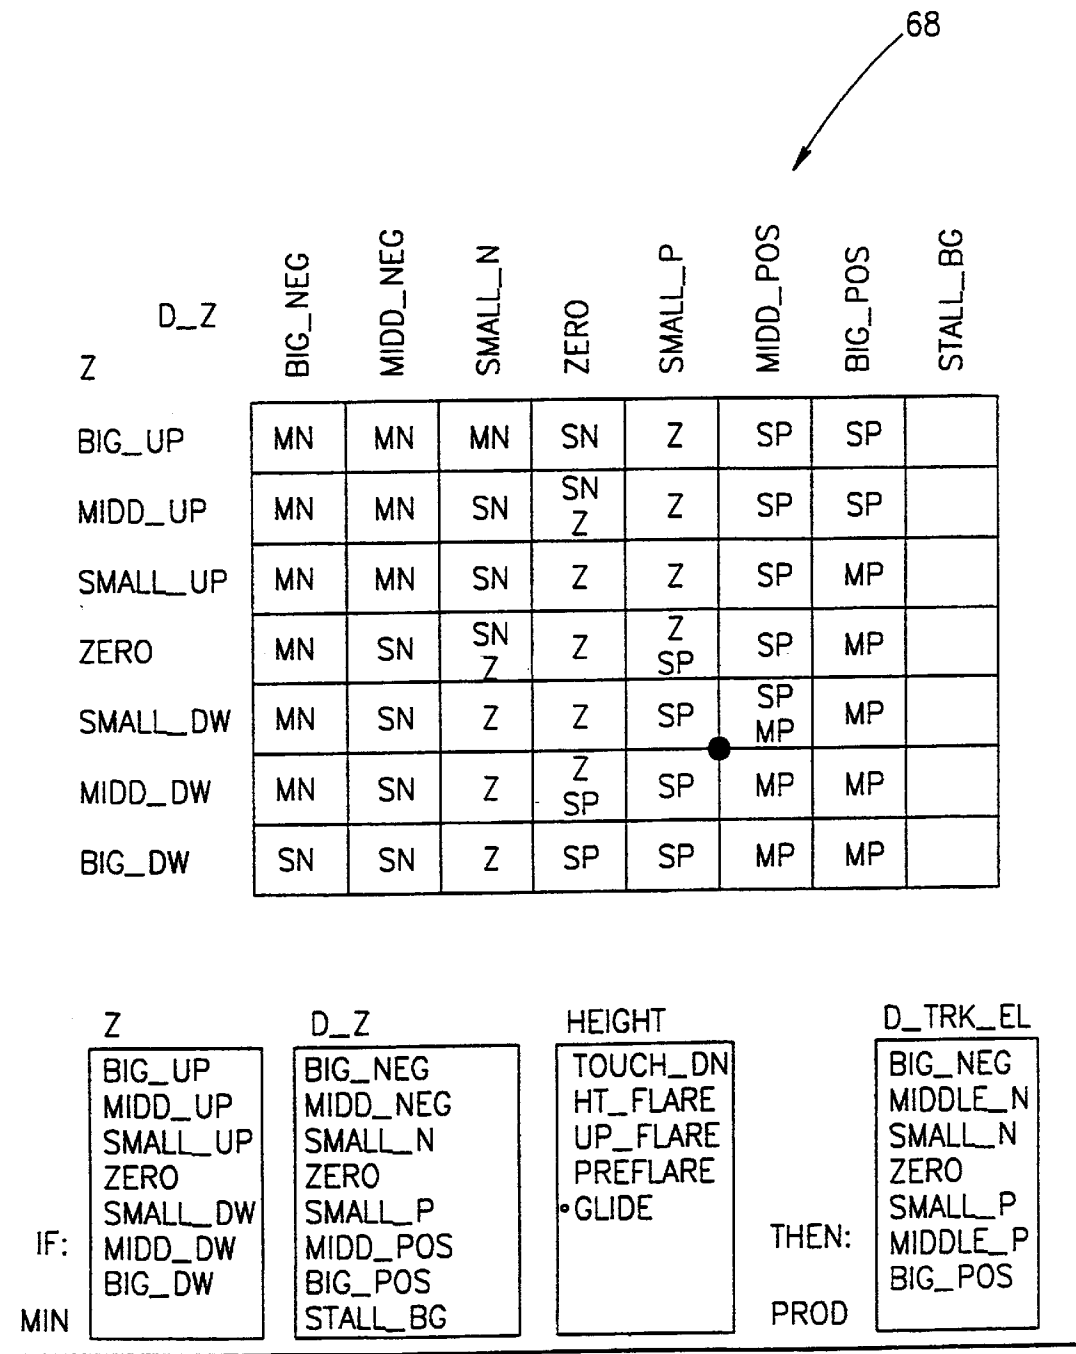 68
D_Z
Z
BIG_NEG
MIDD_NEG
SMALL_N
ZERO
SMALL_P
MIDD_POS
BIG_POS
STALL_BG
BIG_UP MN MN MN SN Z SP SP
MIDD_UP MN MN SN SN Z Z SP SP
SMALL_UP MN MN SN Z Z SP MP
ZERO MN SN SN Z Z Z SP SP MP
SMALL_DW MN SN Z Z SP SP MP MP
MIDD_DW MN SN Z Z SP SP MP MP
BIG_DW SN SN Z SP SP MP MP
IF:
MIN
Z
BIG_UP
MIDD_UP
SMALL_UP
ZERO
SMALL_DW
MIDD_DW
BIG_DW
D_Z
BIG_NEG
MIDD_NEG
SMALL_N
ZERO
SMALL_P
MIDD_POS
BIG_POS
STALL_BG
HEIGHT
TOUCH_DN
HT_FLARE
UP_FLARE
PREFLARE
GLIDE
THEN:
PROD
D_TRK_EL
BIG_NEG
MIDDLE_N
SMALL_N
ZERO
SMALL_P
MIDDLE_P
BIG_POS